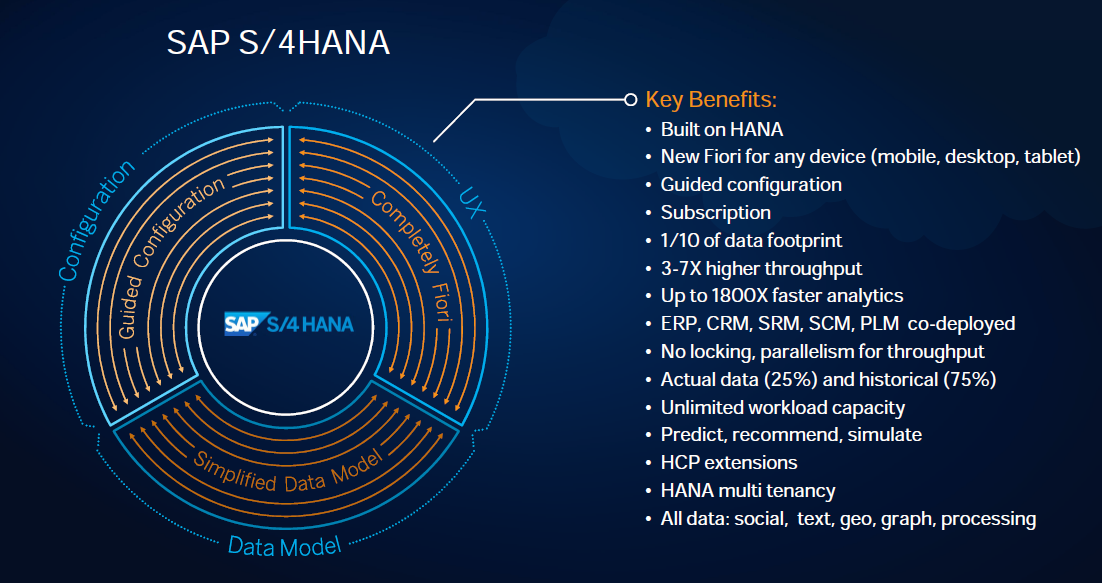 SAP S/4HANA
Configuration
Guided Configuration
UX
Completely Fiori
SAP S/4HANA
Simplified Data Model
Data Model
Key Benefits:
• Built on HANA
• New Fiori for any device (mobile, desktop, tablet)
• Guided configuration
• Subscription
• 1/10 of data footprint
• 3-7X higher throughput
• Up to 1800X faster analytics
• ERP, CRM, SRM, SCM, PLM co-deployed
• No locking, parallelism for throughput
• Actual data (25%) and historical (75%)
• Unlimited workload capacity
• Predict, recommend, simulate
• HCP extensions
• HANA multi tenancy
• All data: social, text, geo, graph, processing